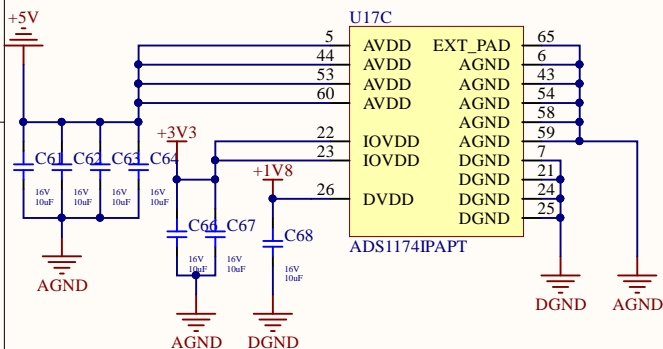 +5V
U17C
5 AVDD EXT_PAD 65
44 AVDD AGND 6
53 AVDD AGND 43
60 AVDD AGND 54
AGND 58
+3V3
22 IOVDD AGND 59
23 IOVDD DGND 7
C61 C62 C63 C64
+1V8
DGND 21
16V 16V 16V 16V
26 DVDD DGND 24
10uF 10uF 10uF 10uF
DGND 25
C66 C67
C68
ADS1174IPAPT
16V 16V 16V
10uF 10uF 10uF
AGND
DGND AGND
AGND DGND